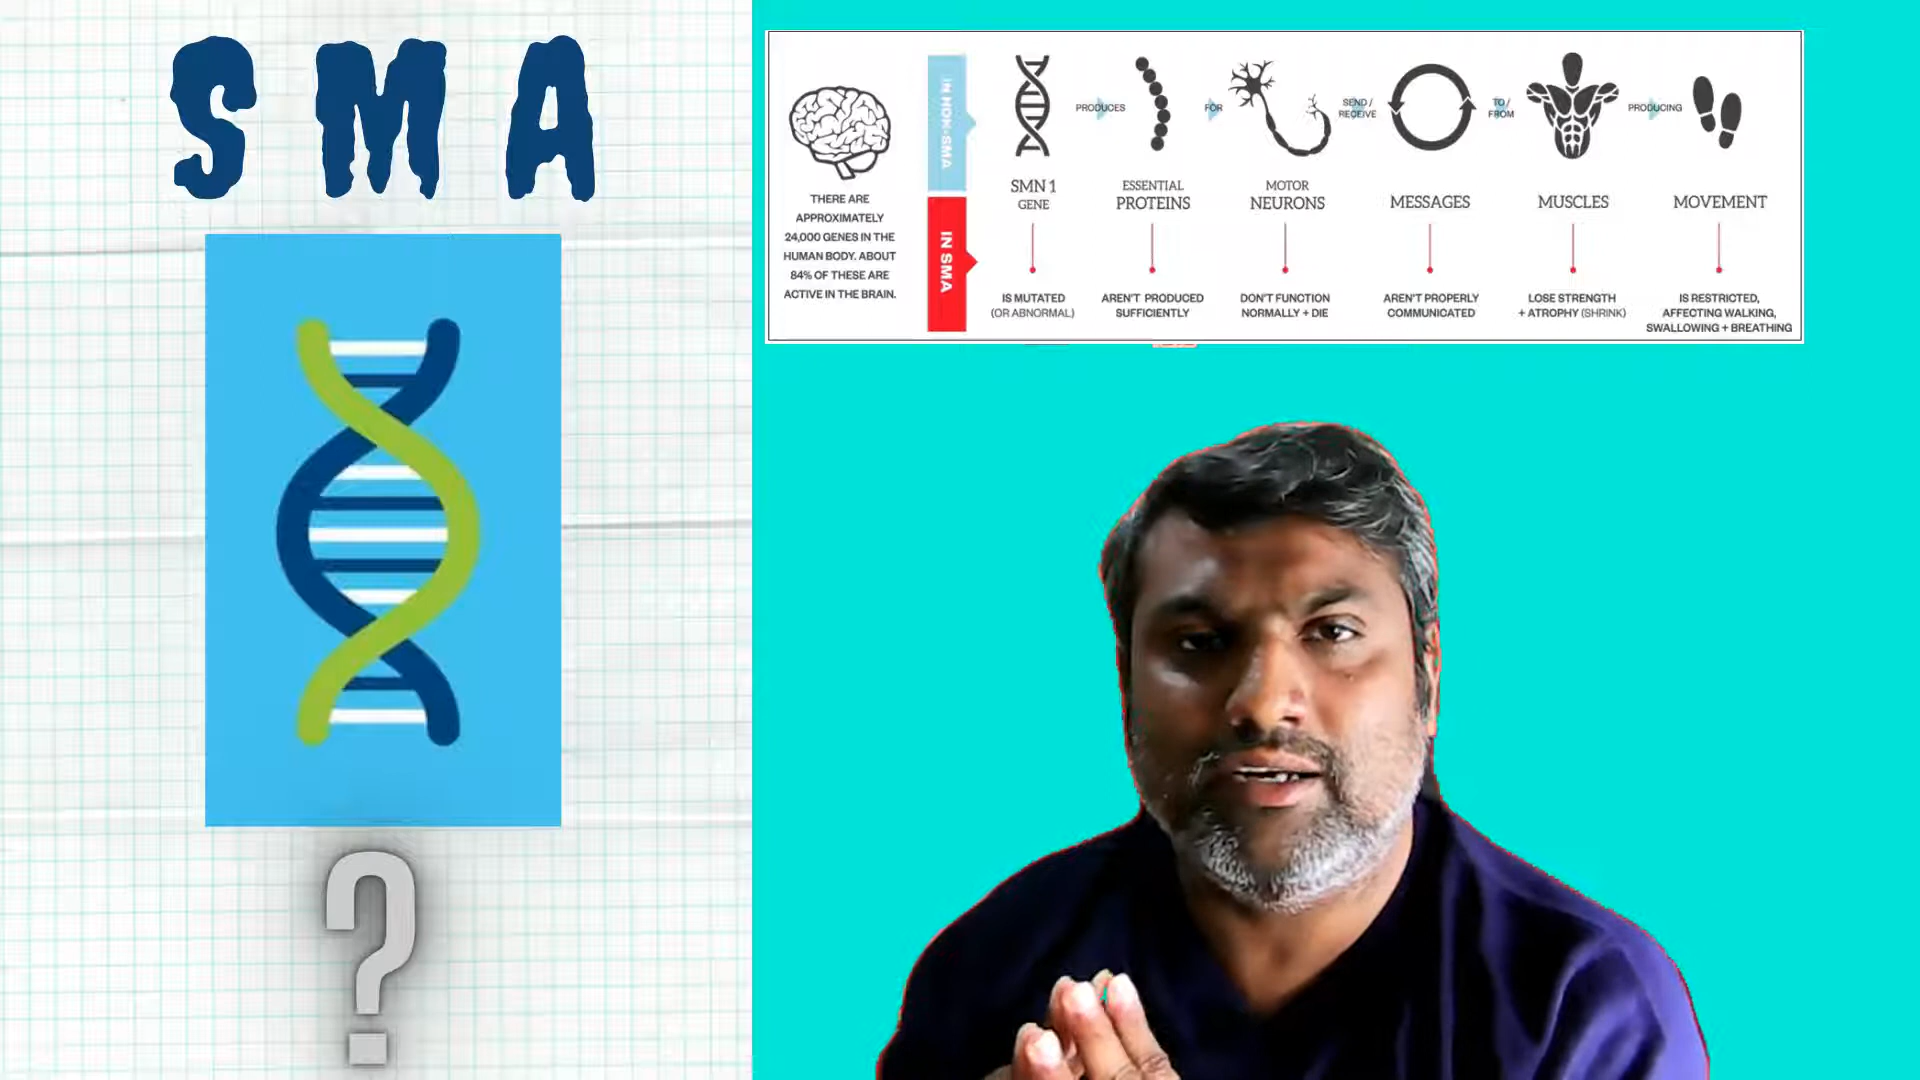 SMA
THERE ARE
APPROXIMATELY
24,000 GENES IN THE
HUMAN BODY. ABOUT
84% OF THESE ARE
ACTIVE IN THE BRAIN.
IN NON-SMA
SMN 1
GENE
PRODUCES
ESSENTIAL
PROTEINS
FOR
MOTOR
NEURONS
SEND /
RECEIVE
MESSAGES
TO /
FROM
MUSCLES
PRODUCING
MOVEMENT
IN SMA
IS MUTATED
(OR ABNORMAL)
AREN'T PRODUCED
SUFFICIENTLY
DON'T FUNCTION
NORMALLY + DIE
AREN'T PROPERLY
COMMUNICATED
LOSE STRENGTH
+ ATROPHY (SHRINK)
IS RESTRICTED,
AFFECTING WALKING,
SWALLOWING + BREATHING
?